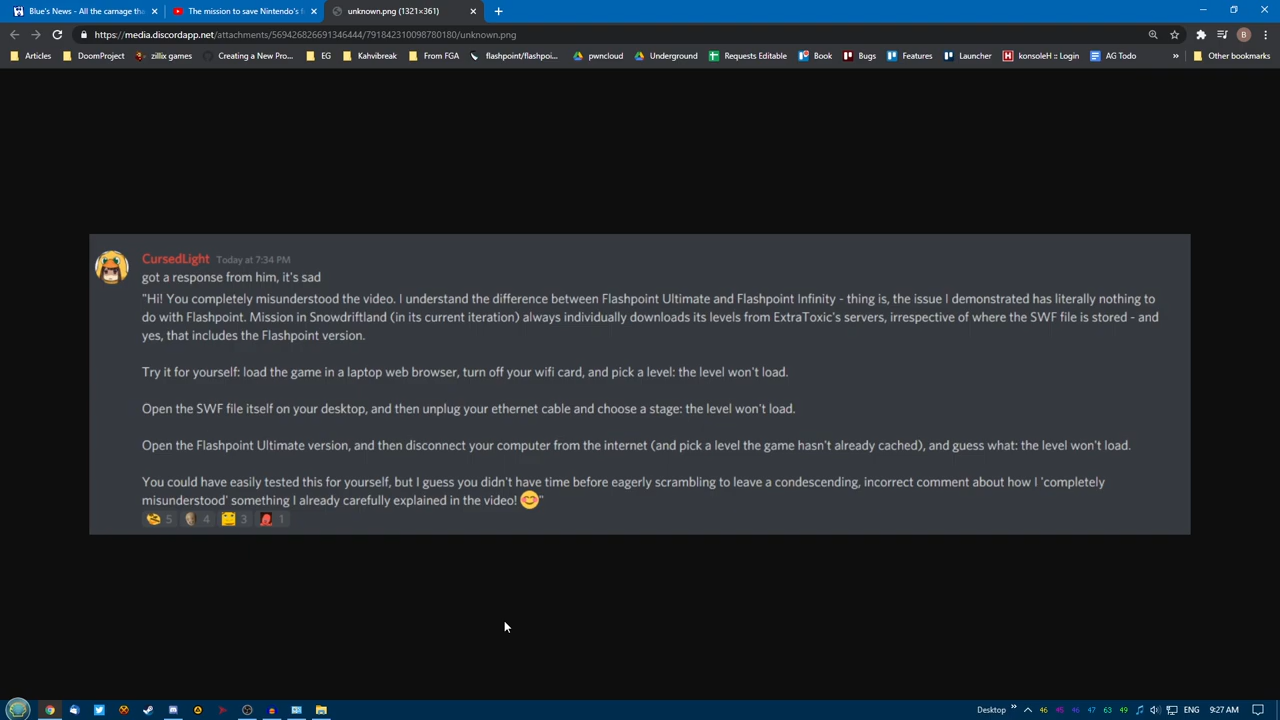 Blue's News - All the carnage tha
The mission to save Nintendo's f
unknown.png (1321×361)
https://media.discordapp.net/attachments/569426826691346444/791842310098780180/unknown.png
B
Articles
DoomProject
zillix games
Creating a New Pro...
EG
Kahvibreak
From FGA
flashpoint/flashpoi...
pwncloud
Underground
Requests Editable
Book
Bugs
Features
Launcher
konsoleH :: Login
AG Todo
»
Other bookmarks
CursedLight Today at 7:34 PM
got a response from him, it's sad
"Hi! You completely misunderstood the video. I understand the difference between Flashpoint Ultimate and Flashpoint Infinity - thing is, the issue I demonstrated has literally nothing to
do with Flashpoint. Mission in Snowdriftland (in its current iteration) always individually downloads its levels from ExtraToxic's servers, irrespective of where the SWF file is stored - and
yes, that includes the Flashpoint version.
Try it for yourself: load the game in a laptop web browser, turn off your wifi card, and pick a level: the level won't load.
Open the SWF file itself on your desktop, and then unplug your ethernet cable and choose a stage: the level won't load.
Open the Flashpoint Ultimate version, and then disconnect your computer from the internet (and pick a level the game hasn't already cached), and guess what: the level won't load.
You could have easily tested this for yourself, but I guess you didn't have time before eagerly scrambling to leave a condescending, incorrect comment about how I 'completely
misunderstood' something I already carefully explained in the video! 😊"
5 4 3 1
Desktop » 46 45 46 47 63 49 ENG 9:27 AM